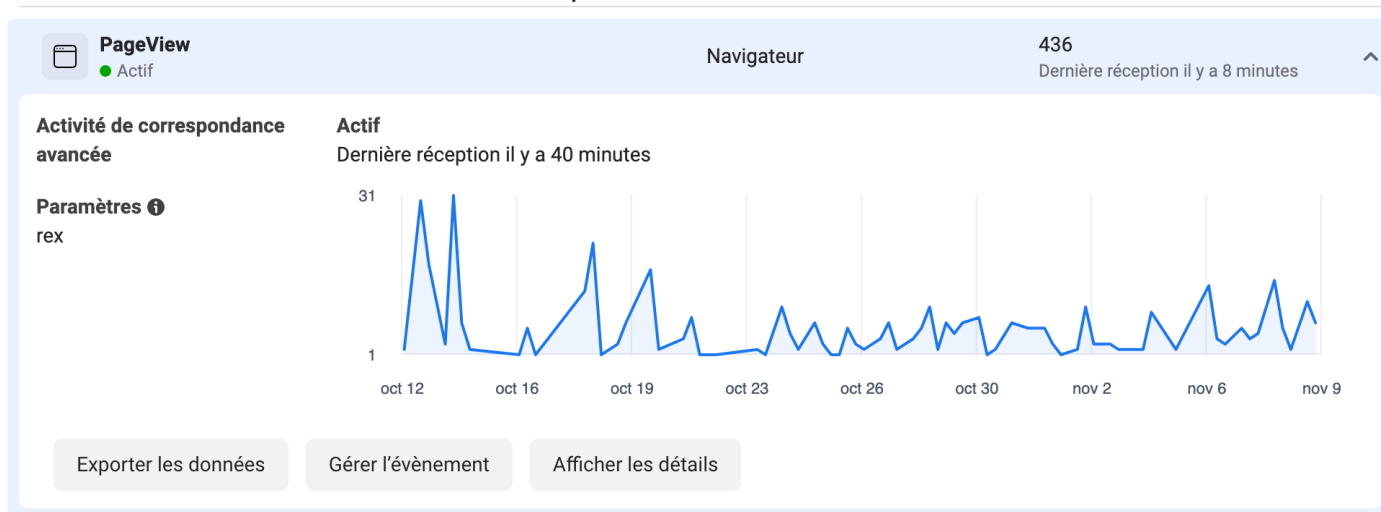 PageView
Actif
Navigateur
436
Dernière réception il y a 8 minutes
Activité de correspondance
avancée
Actif
Dernière réception il y a 40 minutes
Paramètres
rex
31
1
oct 12 oct 16 oct 19 oct 23 oct 26 oct 30 nov 2 nov 6 nov 9
Exporter les données Gérer l'évènement Afficher les détails